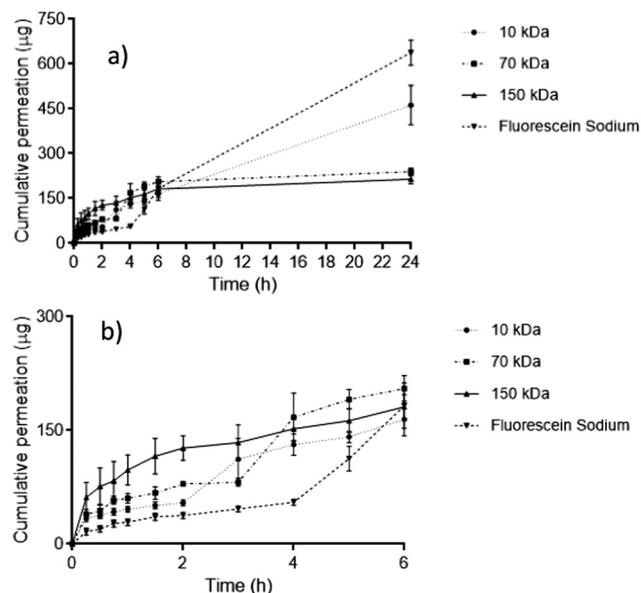 a)
Cumulative permeation (µg)
750
600
450
300
150
0
0 2 4 6 8 10 12 14 16 18 20 22 24
Time (h)
10 kDa
70 kDa
150 kDa
Fluorescein Sodium
b)
Cumulative permeation (µg)
300
150
0
0 2 4 6
Time (h)
10 kDa
70 kDa
150 kDa
Fluorescein Sodium